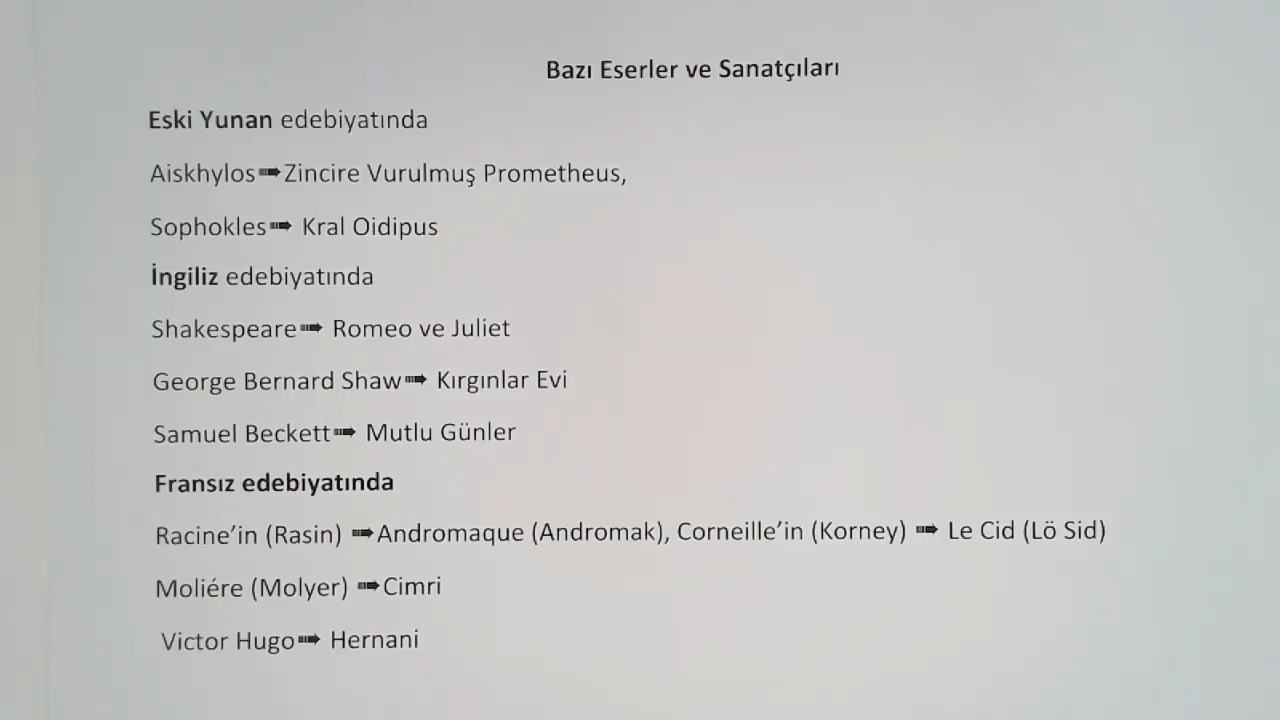 Bazı Eserler ve Sanatçıları
Eski Yunan edebiyatında
Aiskhylos➠Zincire Vurulmuş Prometheus,
Sophokles➠ Kral Oidipus
İngiliz edebiyatında
Shakespeare➠ Romeo ve Juliet
George Bernard Shaw➠ Kırgınlar Evi
Samuel Beckett➠ Mutlu Günler
Fransız edebiyatında
Racine’in (Rasin) ➠Andromaque (Andromak), Corneille’in (Korney) ➠ Le Cid (Lö Sid)
Moliére (Molyer) ➠Cimri
Victor Hugo➠ Hernani